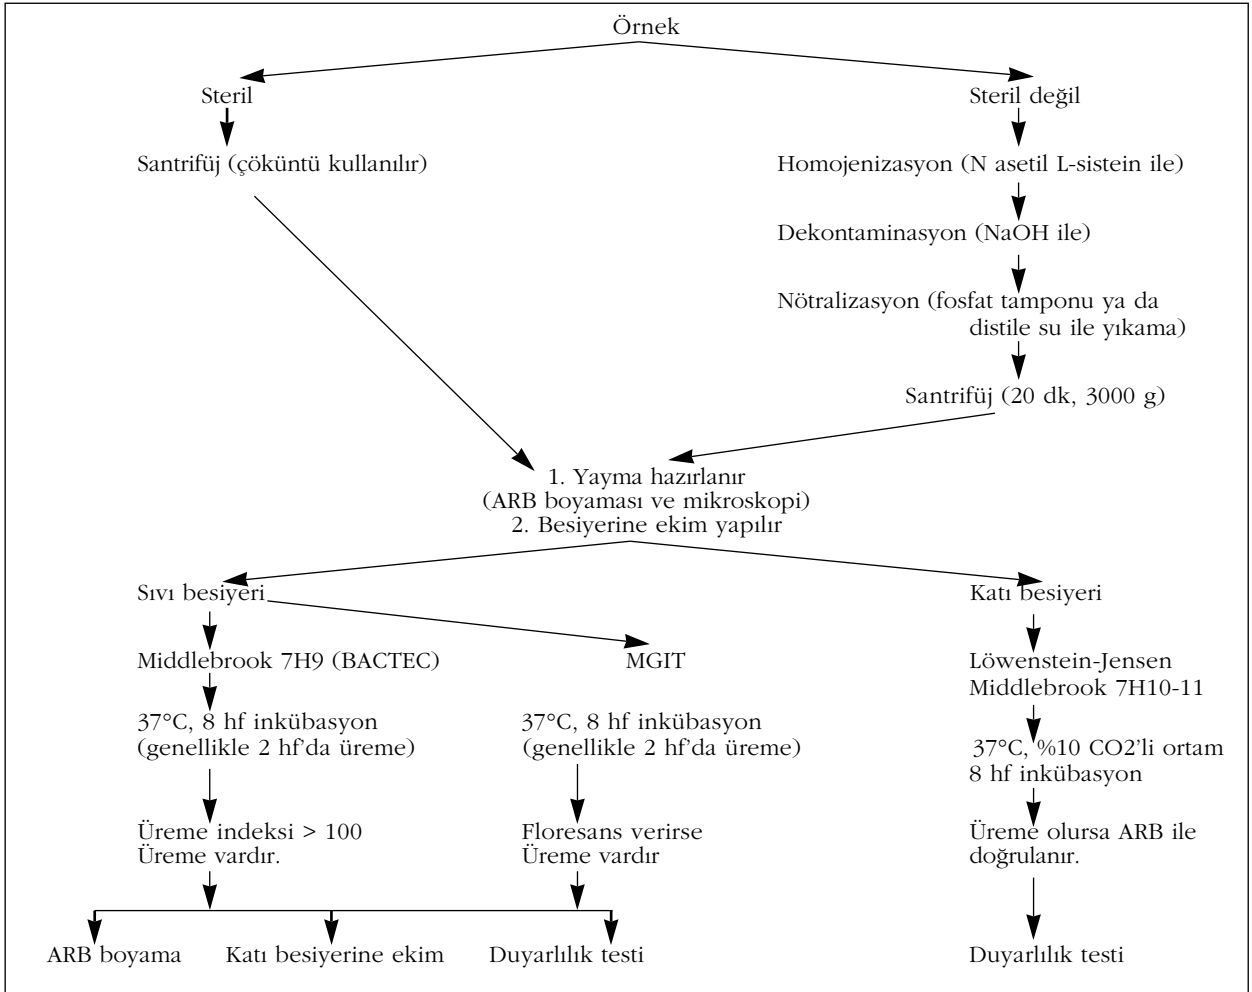 Örnek
Steril
Steril değil
Santrifüj (çöküntü kullanılır)
Homojenizasyon (N asetil L-sistein ile)
Dekontaminasyon (NaOH ile)
Nötralizasyon (fosfat tamponu ya da
distile su ile yıkama)
Santrifüj (20 dk, 3000 g)
1. Yayma hazırlanır
(ARB boyaması ve mikroskopi)
2. Besiyerine ekim yapılır
Sıvı besiyeri
Katı besiyeri
Middlebrook 7H9 (BACTEC)
MGIT
Löwenstein-Jensen
Middlebrook 7H10-11
37°C, 8 hf inkübasyon
(genellikle 2 hf'da üreme)
37°C, 8 hf inkübasyon
(genellikle 2 hf'da üreme)
37°C, %10 CO2'li ortam
8 hf inkübasyon
Üreme indeksi > 100
Üreme vardır.
Floresans verirse
Üreme vardır
Üreme olursa ARB ile
doğrulanır.
ARB boyama
Katı besiyerine ekim
Duyarlılık testi
Duyarlılık testi